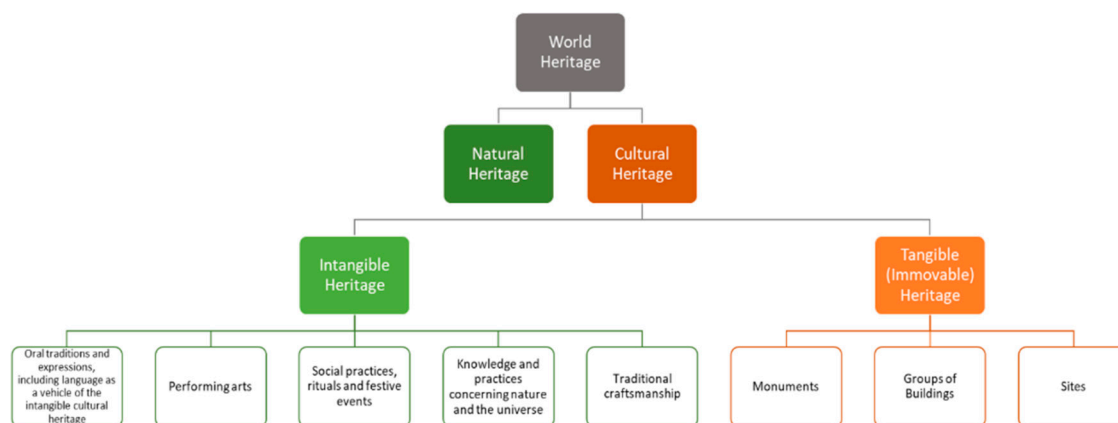 World
Heritage
Natural
Heritage
Cultural
Heritage
Intangible
Heritage
Tangible
(Immovable)
Heritage
Oral traditions and
expressions,
including language as
a vehicle of the
intangible cultural
heritage
Performing arts
Social practices,
rituals and festive
events
Knowledge and
practices
concerning nature
and the universe
Traditional
craftsmanship
Monuments
Groups of
Buildings
Sites